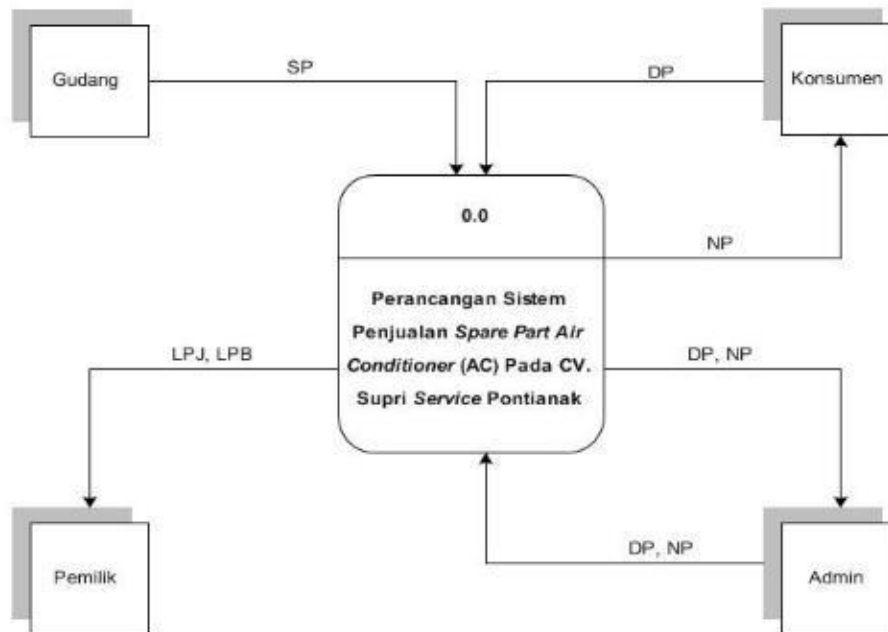 Gudang
SP
DP
Konsumen
0.0
NP
Perancangan Sistem
Penjualan Spare Part Air
Conditioner (AC) Pada CV.
Supri Service Pontianak
LPJ, LPB
DP, NP
DP, NP
Pemilik
Admin